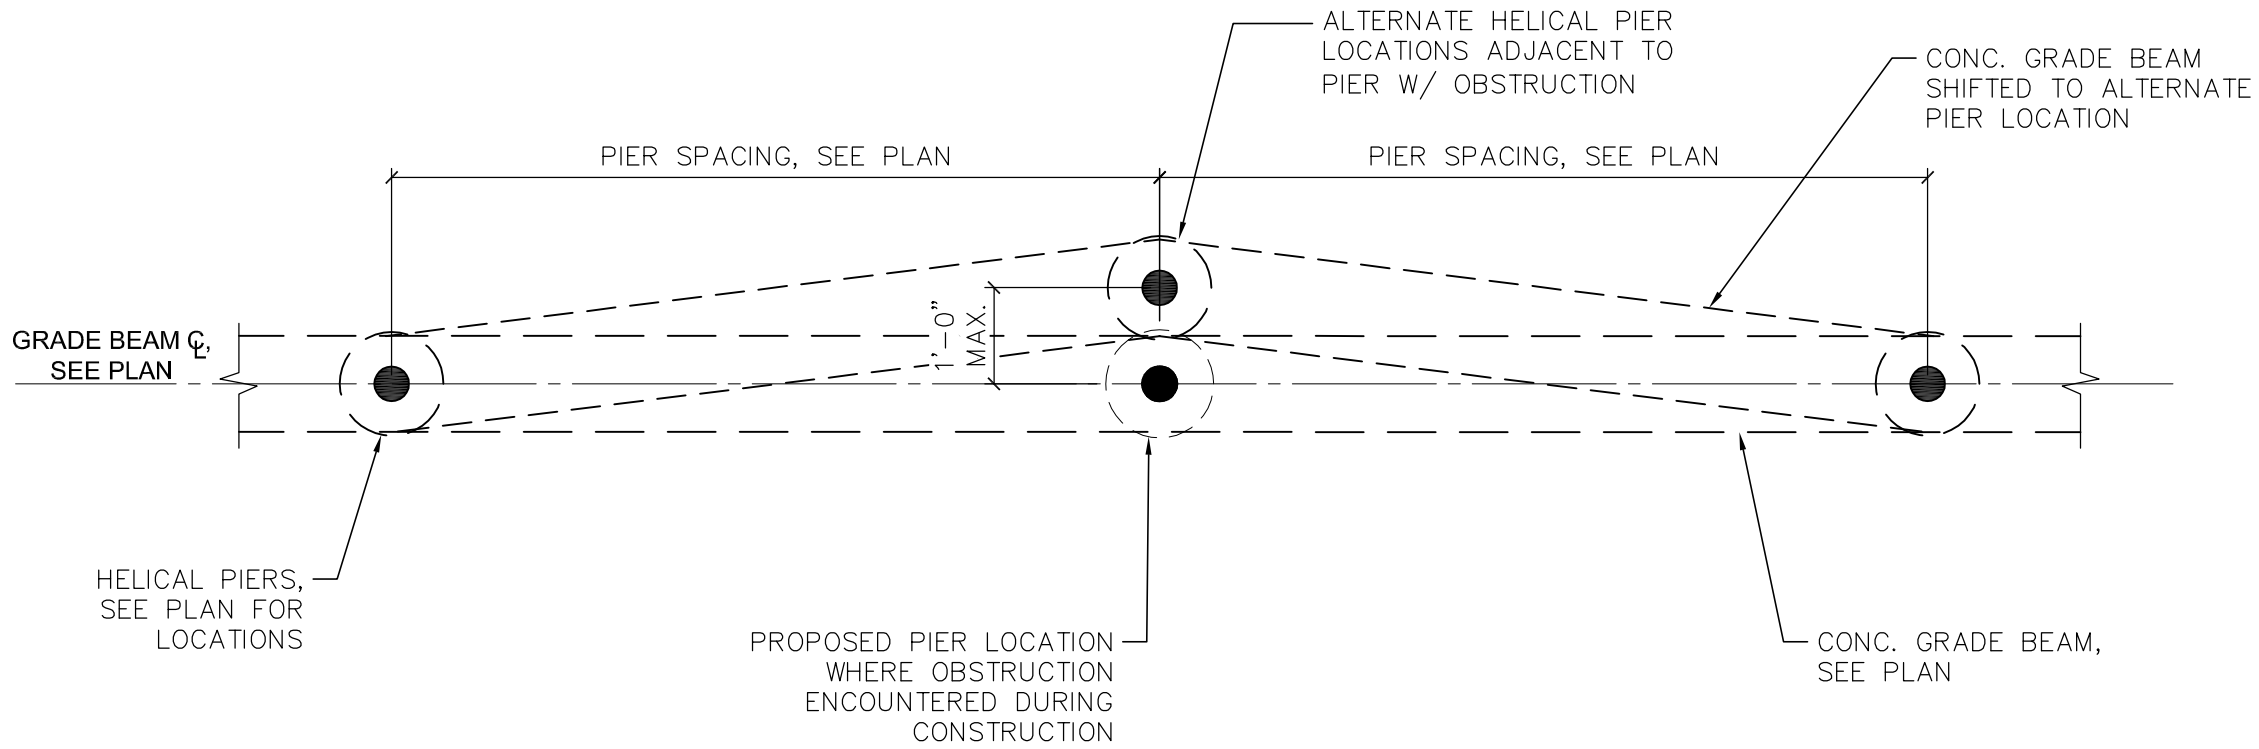 ALTERNATE HELICAL PIER
LOCATIONS ADJACENT TO
PIER W/ OBSTRUCTION
CONC. GRADE BEAM
SHIFTED TO ALTERNATE
PIER LOCATION
PIER SPACING, SEE PLAN
PIER SPACING, SEE PLAN
1'-0"
MAX.
GRADE BEAM ℄,
SEE PLAN
HELICAL PIERS,
SEE PLAN FOR
LOCATIONS
PROPOSED PIER LOCATION
WHERE OBSTRUCTION
ENCOUNTERED DURING
CONSTRUCTION
CONC. GRADE BEAM,
SEE PLAN